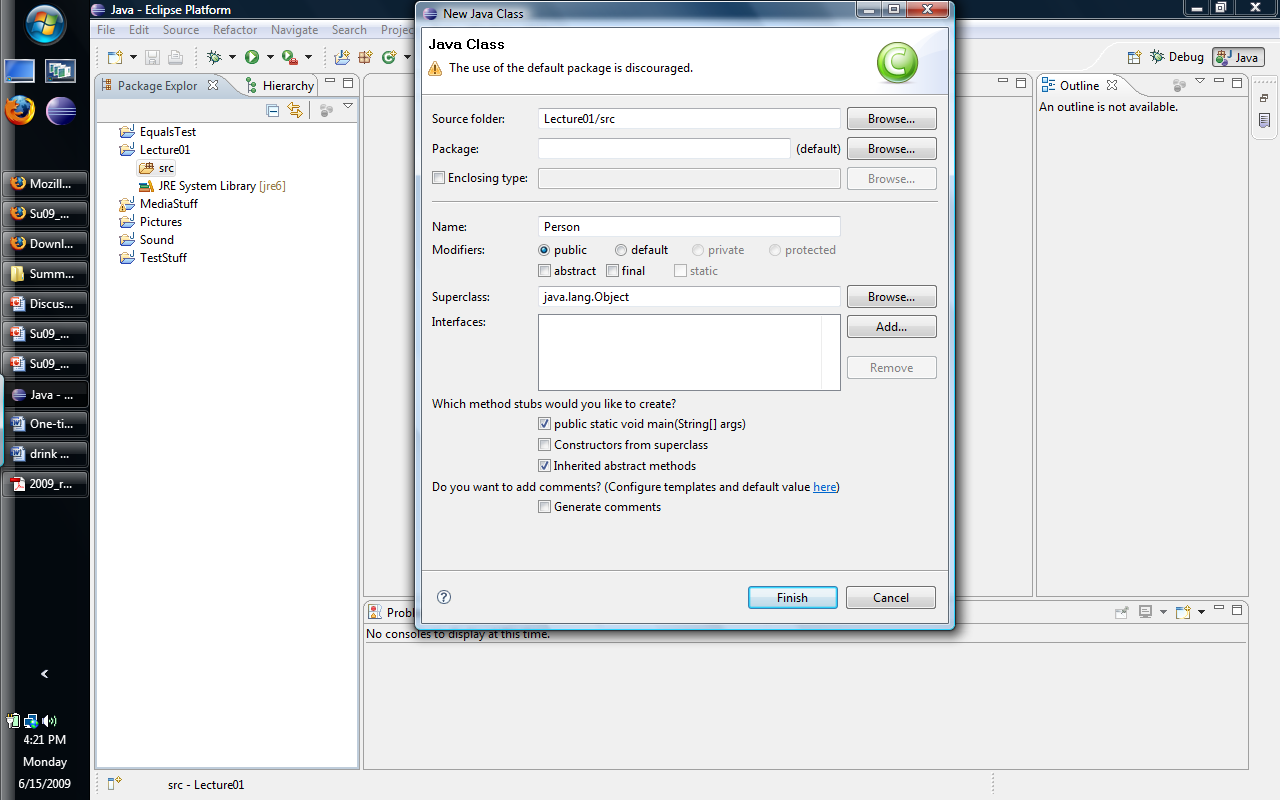 Java - Eclipse Platform
File Edit Source Refactor Navigate Search Projec
Package Explor
Hierarchy
EqualsTest
Lecture01
src
JRE System Library [jre6]
MediaStuff
Pictures
Sound
TestStuff
New Java Class
Java Class
The use of the default package is discouraged.
Source folder: Lecture01/src Browse...
Package: (default) Browse...
Enclosing type: Browse...
Name: Person
Modifiers: public default private protected
abstract final static
Superclass: java.lang.Object Browse...
Interfaces: Add...
Remove
Which method stubs would you like to create?
public static void main(String[] args)
Constructors from superclass
Inherited abstract methods
Do you want to add comments? (Configure templates and default value here)
Generate comments
? Finish Cancel
Debug Java
Outline
An outline is not available.
Probl
No consoles to display at this time.
src - Lecture01
Mozill...
Su09_...
Downl...
Summ...
Discus...
Su09_...
Su09_...
Java - ...
One-ti...
drink ...
2009_r...
4:21 PM
Monday
6/15/2009